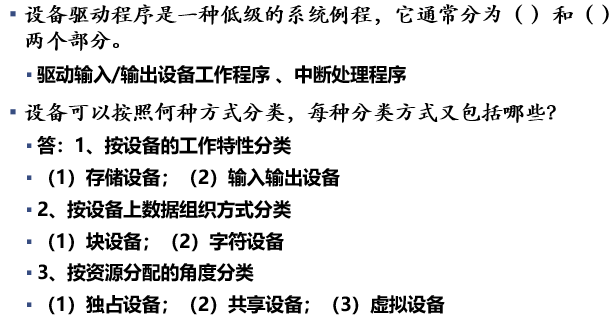 ▪ 设备驱动程序是一种低级的系统例程，它通常分为（ ）和（ ）
两个部分。
▪ 驱动输入/输出设备工作程序 、中断处理程序
▪ 设备可以按照何种方式分类，每种分类方式又包括哪些？
▪ 答：1、按设备的工作特性分类
▪ （1）存储设备；（2）输入输出设备
▪ 2、按设备上数据组织方式分类
▪ （1）块设备；（2）字符设备
▪ 3、按资源分配的角度分类
▪ （1）独占设备；（2）共享设备；（3）虚拟设备